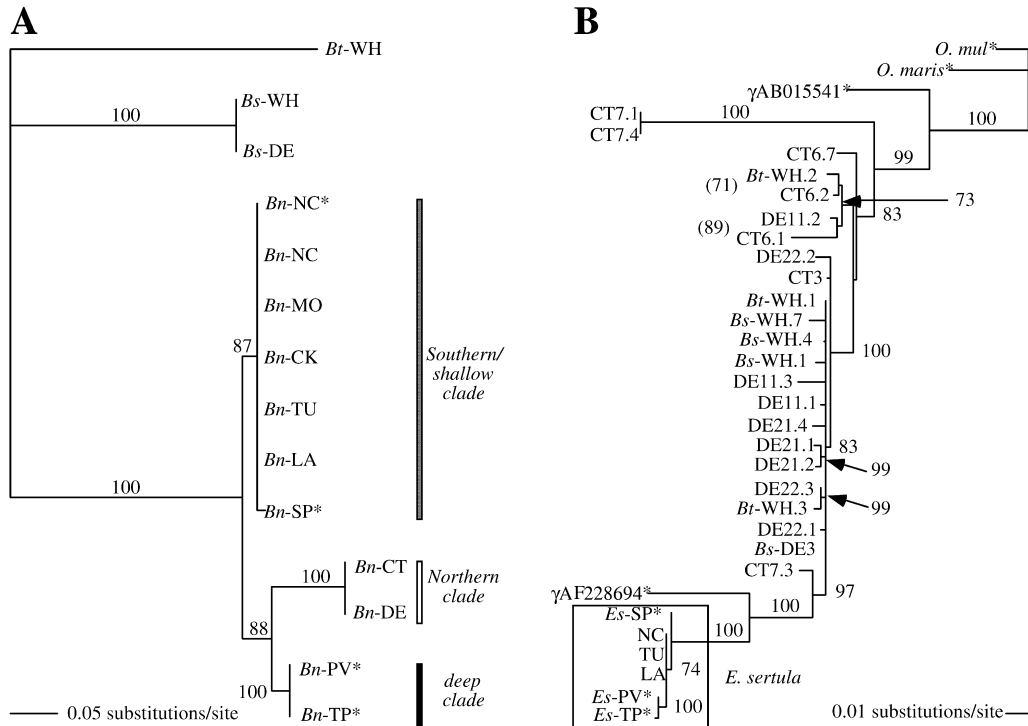 A
Bt-WH
100
Bs-WH
Bs-DE
Bn-NC*
Bn-NC
Bn-MO
87
Bn-CK
Bn-TU
Bn-LA
100
Bn-SP*
Southern/
shallow
clade
100
Bn-CT
Bn-DE
Northern
clade
88
Bn-PV*
100
Bn-TP*
deep
clade
0.05 substitutions/site
B
O. mul*
O. maris*
γAB015541*
100
CT7.1
CT7.4
100
99
CT6.7
(71)
Bt-WH.2
CT6.2
73
83
(89)
DE11.2
CT6.1
DE22.2
CT3
Bt-WH.1
Bs-WH.7
Bs-WH.4
100
Bs-WH.1
DE11.3
DE11.1
DE21.4
DE21.1
83
DE21.2
99
DE22.3
Bt-WH.3
99
DE22.1
Bs-DE3
CT7.3
97
γAF228694*
100
Es-SP*
100
NC
TU
LA
74
E. sertula
Es-PV*
100
Es-TP*
0.01 substitutions/site